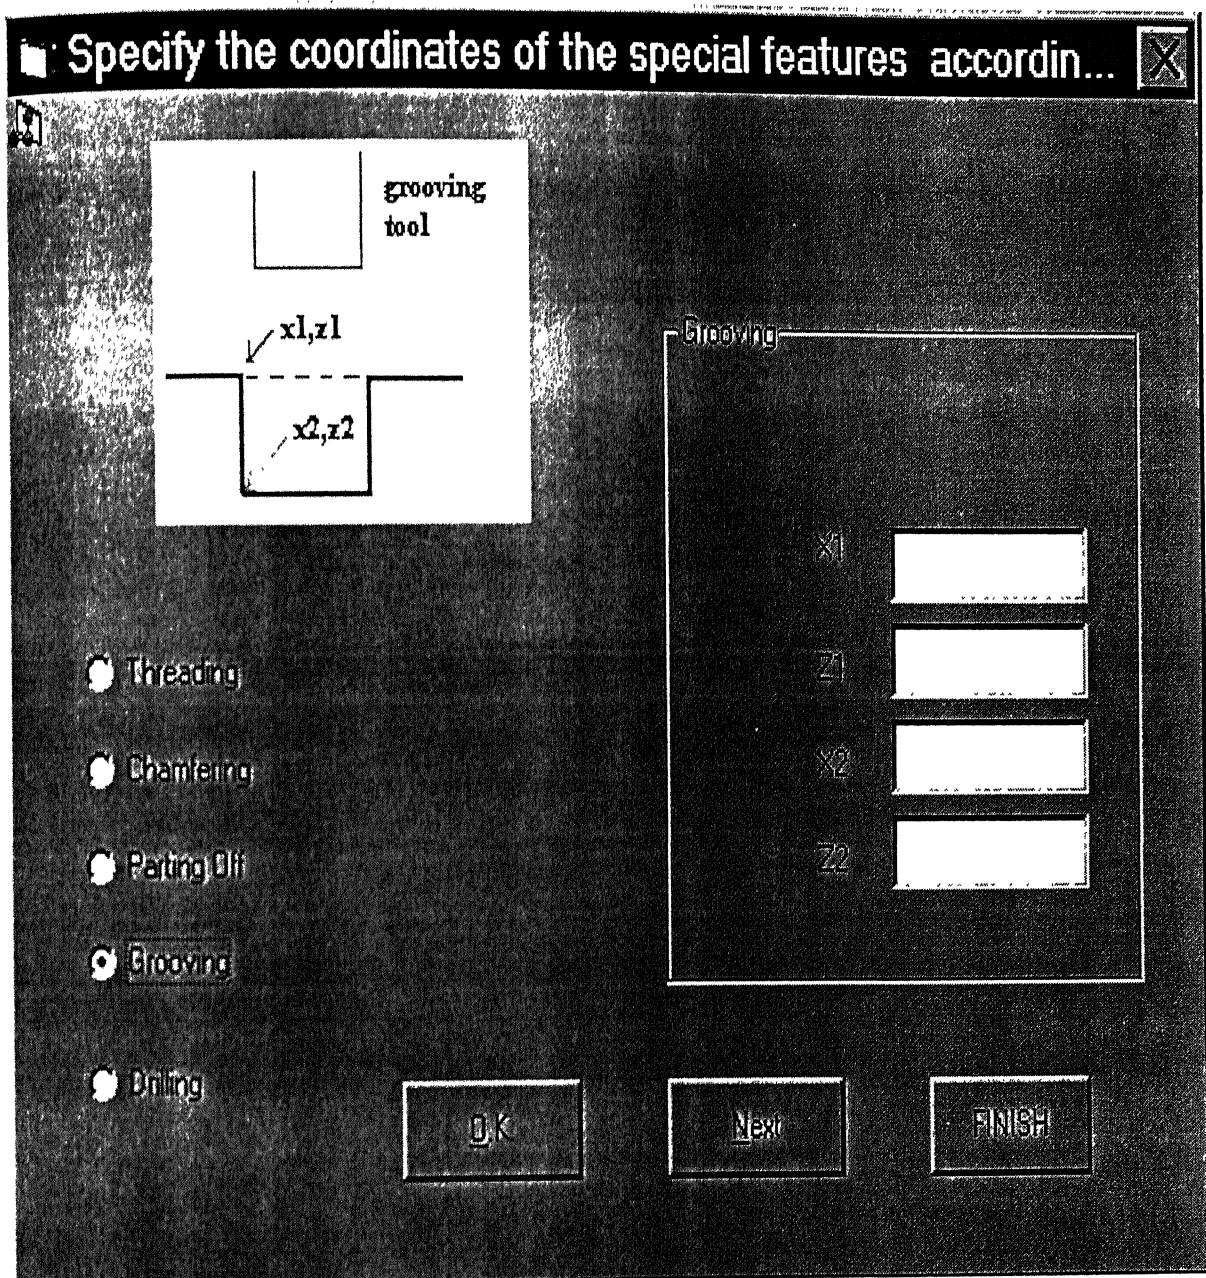 Specify the coordinates of the special features accordin...
grooving
tool
x1,z1
x2,z2
Grooving
X1
Z1
X2
Z2
Threading
Chamfering
Parting Off
Grooving
Drilling
O.K.
Next
FINISH